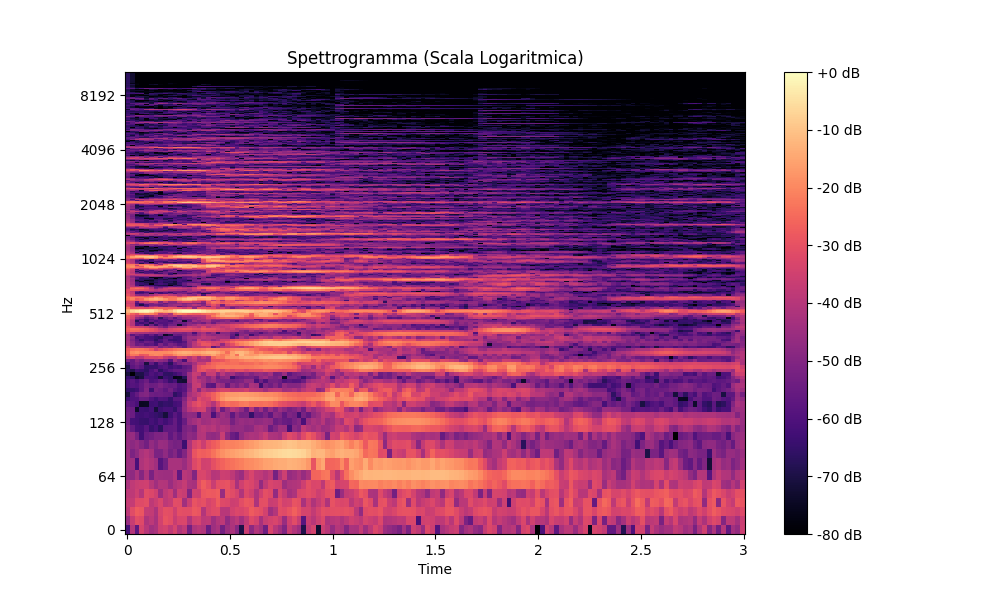 Spettrogramma (Scala Logaritmica)
8192
4096
2048
1024
512
256
128
64
0
Hz
0
0.5
1
1.5
2
2.5
3
Time
+0 dB
-10 dB
-20 dB
-30 dB
-40 dB
-50 dB
-60 dB
-70 dB
-80 dB